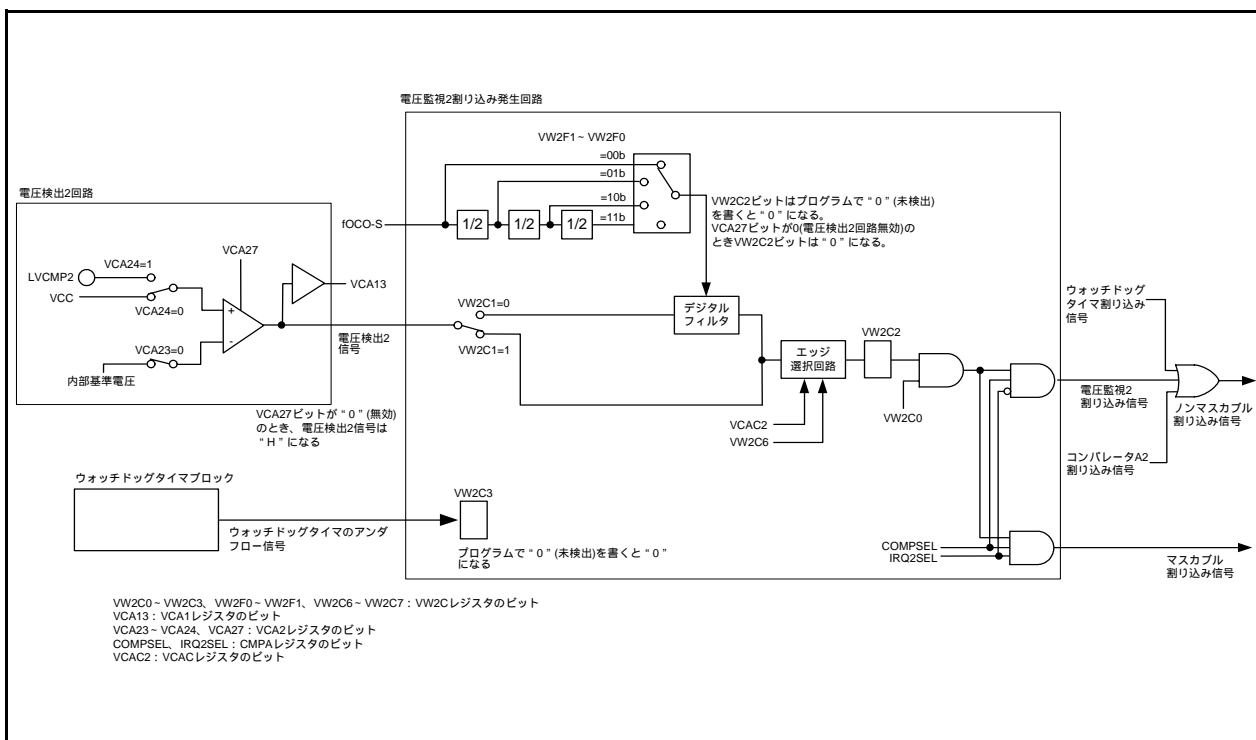 電圧監視2割り込み発生回路
VW2F1~VW2F0
=00b
=01b
=10b
=11b
fOCO-S
1/2
1/2
1/2
VW2C2ビットはプログラムで“0”(未検出)
を書くと“0”になる。
VCA27ビットが0(電圧検出2回路無効)の
ときVW2C2ビットは“0”になる。
電圧検出2回路
VCA27
LVCMP2
VCA24=1
VCC
VCA24=0
+
-
VCA13
VCA23=0
内部基準電圧
電圧検出2
信号
VCA27ビットが“0”(無効)
のとき、電圧検出2信号は
“H”になる
VW2C1=0
VW2C1=1
デジタル
フィルタ
エッジ
選択回路
VW2C2
VCAC2
VW2C6
VW2C0
ウォッチドッグ
タイマ割り込み
信号
電圧監視2
割り込み信号
ノンマスカブル
割り込み信号
コンパレータA2
割り込み信号
ウォッチドッグタイマブロック
ウォッチドッグタイマのアンダ
フロー信号
VW2C3
プログラムで“0”(未検出)を書くと“0”
になる
COMPSEL
IRQ2SEL
マスカブル
割り込み信号
VW2C0~VW2C3、VW2F0~VW2F1、VW2C6~VW2C7:VW2Cレジスタのビット
VCA13:VCA1レジスタのビット
VCA23~VCA24、VCA27:VCA2レジスタのビット
COMPSEL、IRQ2SEL:CMPAレジスタのビット
VCAC2:VCACレジスタのビット